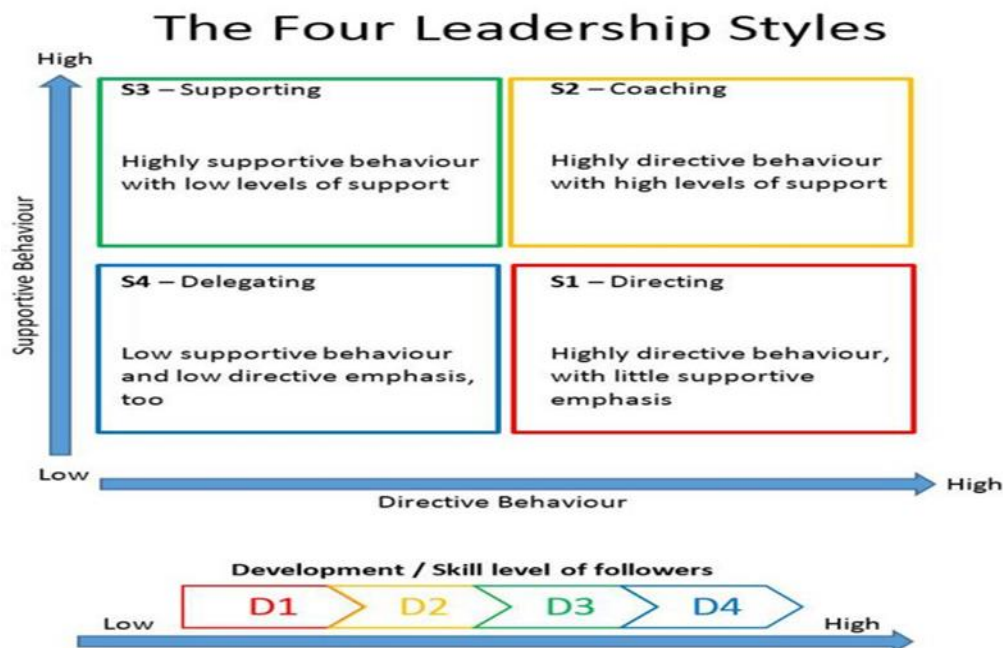 The Four Leadership Styles
High
S3 – Supporting
Highly supportive behaviour
with low levels of support
S2 – Coaching
Highly directive behaviour
with high levels of support
Supportive Behaviour
S4 – Delegating
Low supportive behaviour
and low directive emphasis,
too
S1 – Directing
Highly directive behaviour,
with little supportive
emphasis
Low
High
Directive Behaviour
Development / Skill level of followers
D1
D2
D3
D4
Low
High